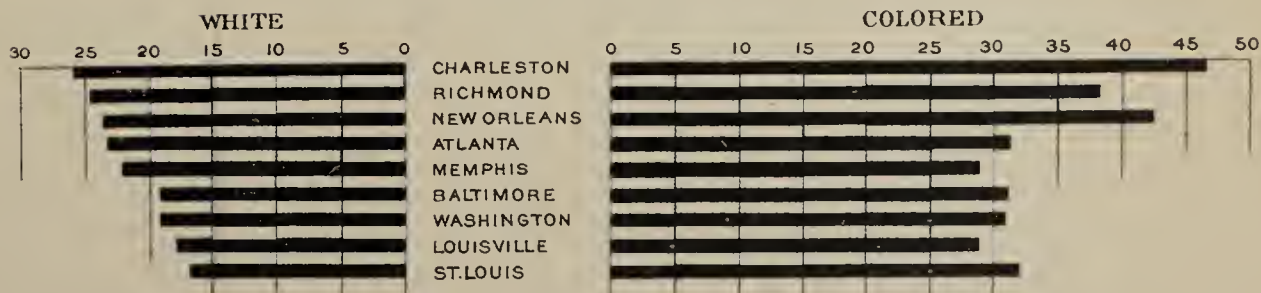 WHITE COLORED
30 25 20 15 10 5 0 0 5 10 15 20 25 30 35 40 45 50
CHARLESTON
RICHMOND
NEW ORLEANS
ATLANTA
MEMPHIS
BALTIMORE
WASHINGTON
LOUISVILLE
ST. LOUIS